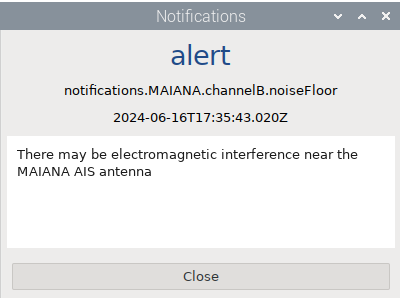 Notifications
alert
notifications.MAIANA.channelB.noiseFloor
2024-06-16T17:35:43.020Z
There may be electromagnetic interference near the
MAIANA AIS antenna
Close